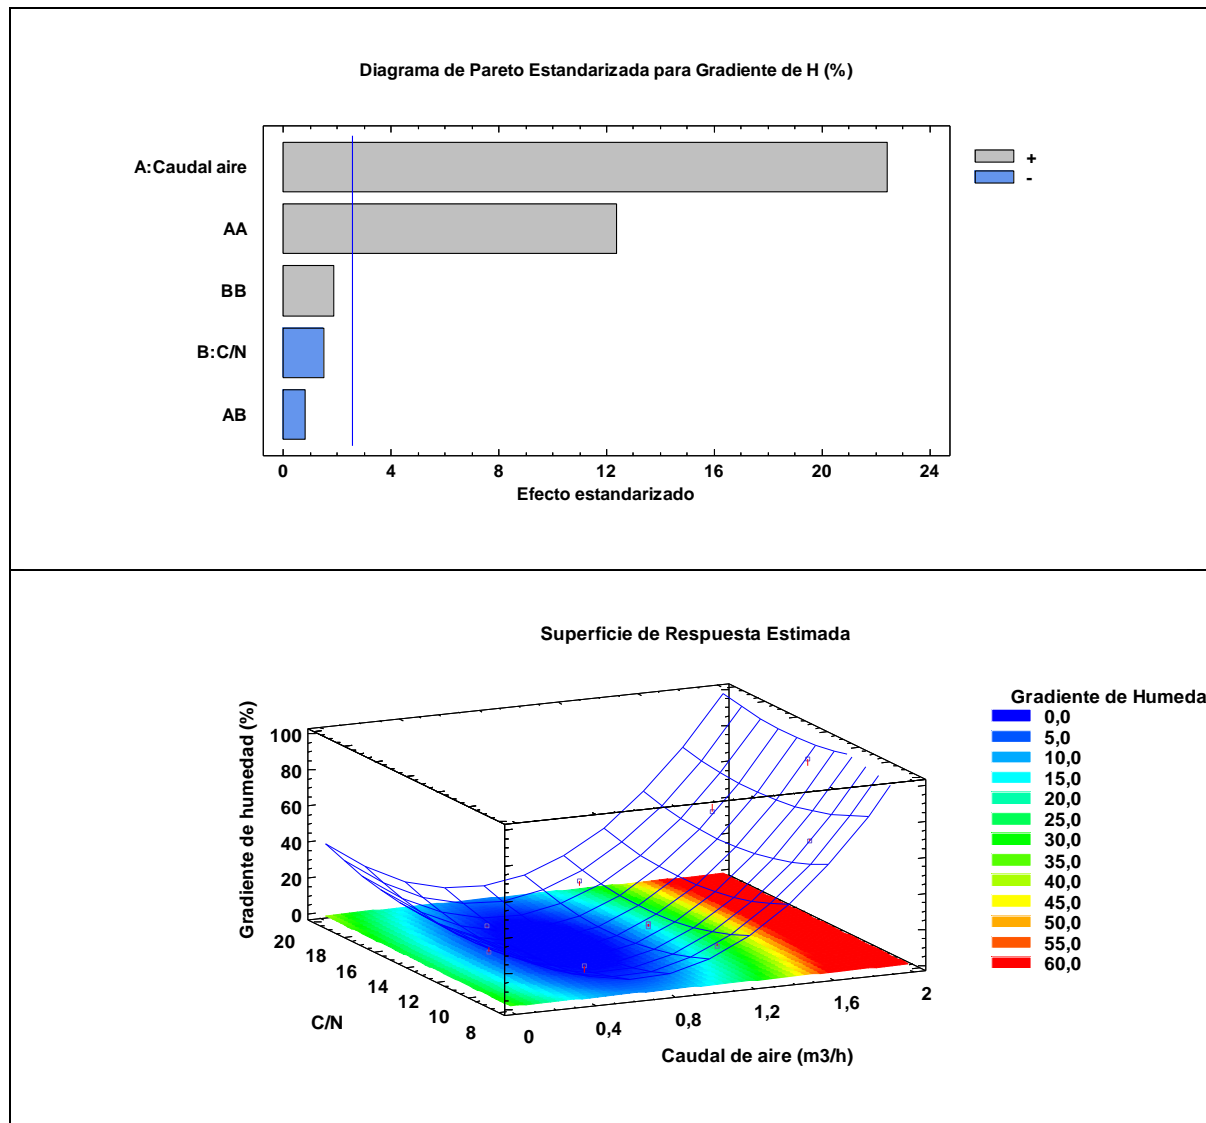 Diagrama de Pareto Estandarizada para Gradiente de H (%)
A:Caudal aire
AA
BB
B:C/N
AB
+
-
0 4 8 12 16 20 24
Efecto estandarizado
Superficie de Respuesta Estimada
Gradiente de humedad (%)
100
80
60
40
20
0
20
18
16
14
12
10
8
C/N
0 0,4 0,8 1,2 1,6 2
Caudal de aire (m3/h)
Gradiente de Humeda
0,0
5,0
10,0
15,0
20,0
25,0
30,0
35,0
40,0
45,0
50,0
55,0
60,0